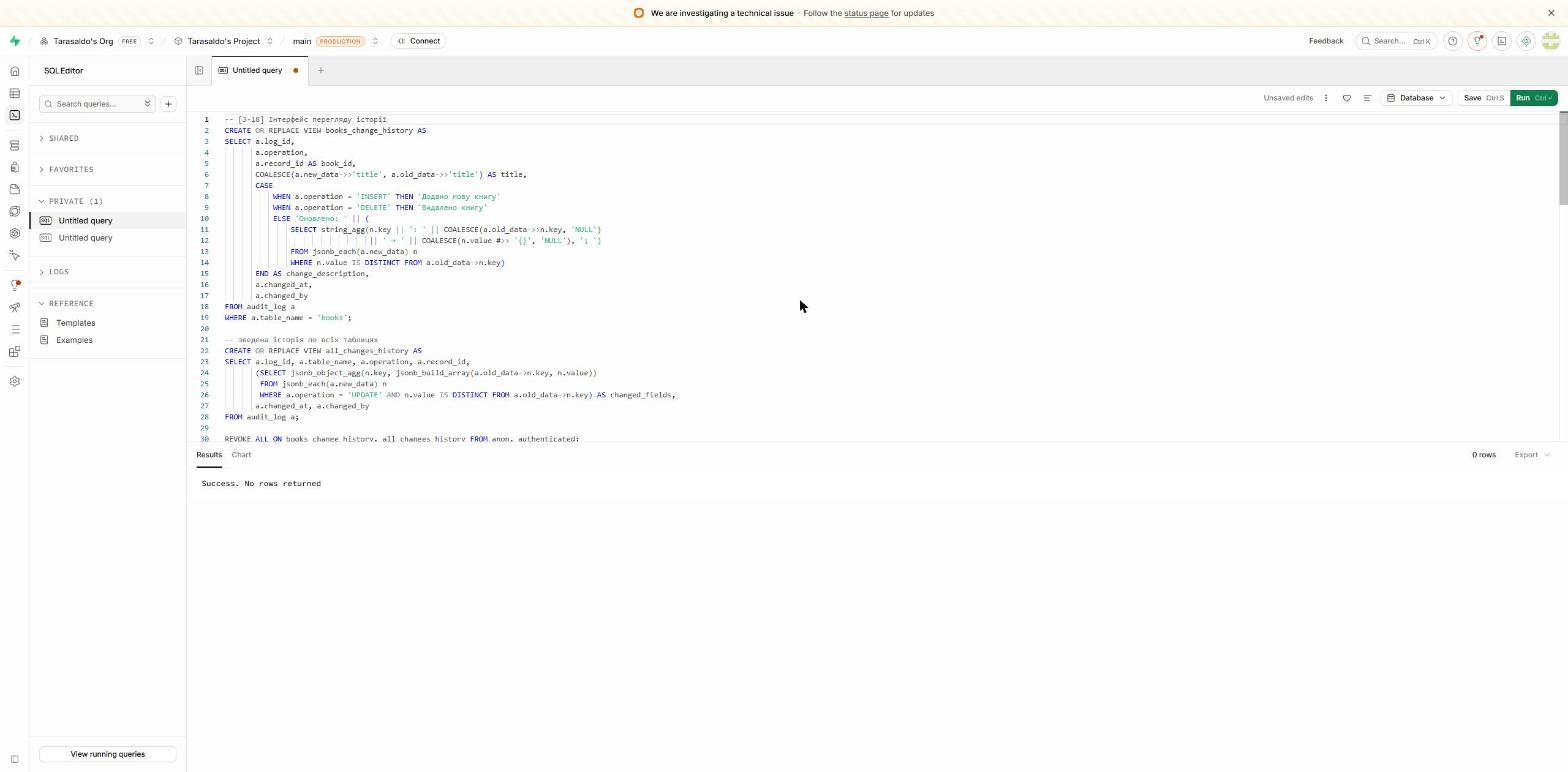 We are investigating a technical issue · Follow the status page for updates
Tarasaldo's Org FREE / Tarasaldo's Project / main PRODUCTION Connect
Feedback Search... Ctrl K
SQLEditor
Untitled query
Search queries...
Unsaved edits Database Save Ctrl S Run Ctrl ↵
SHARED
FAVORITES
PRIVATE (1)
Untitled query
Untitled query
LOGS
REFERENCE
Templates
Examples
View running queries
1 -- [3-18] Інтерфейс перегляду історії
2 CREATE OR REPLACE VIEW books_change_history AS
3 SELECT a.log_id,
4 a.operation,
5 a.record_id AS book_id,
6 COALESCE(a.new_data->>'title', a.old_data->>'title') AS title,
7 CASE
8 WHEN a.operation = 'INSERT' THEN 'Додано нову книгу'
9 WHEN a.operation = 'DELETE' THEN 'Видалено книгу'
10 ELSE 'Оновлено: ' || (
11 SELECT string_agg(n.key || ': ' || COALESCE(a.old_data->>n.key, 'NULL')
12 || ' → ' || COALESCE(n.value #>> '{}', 'NULL'), '; ')
13 FROM jsonb_each(a.new_data) n
14 WHERE n.value IS DISTINCT FROM a.old_data->n.key)
15 END AS change_description,
16 a.changed_at,
17 a.changed_by
18 FROM audit_log a
19 WHERE a.table_name = 'books';
20
21 -- зведена історія по всіх таблицях
22 CREATE OR REPLACE VIEW all_changes_history AS
23 SELECT a.log_id, a.table_name, a.operation, a.record_id,
24 (SELECT jsonb_object_agg(n.key, jsonb_build_array(a.old_data->n.key, n.value))
25 FROM jsonb_each(a.new_data) n
26 WHERE a.operation = 'UPDATE' AND n.value IS DISTINCT FROM a.old_data->n.key) AS changed_fields,
27 a.changed_at, a.changed_by
28 FROM audit_log a;
29
30 REVOKE ALL ON books_change_history, all_changes_history FROM anon, authenticated;
Results Chart 0 rows Export
Success. No rows returned